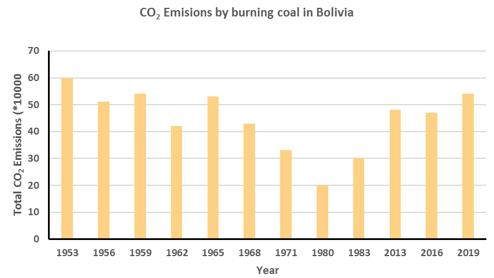 CO2 Emisions by burning coal in Bolivia
Total CO2 Emissions (*10000
70
60
50
40
30
20
10
0
1953 1956 1959 1962 1965 1968 1971 1980 1983 2013 2016 2019
Year